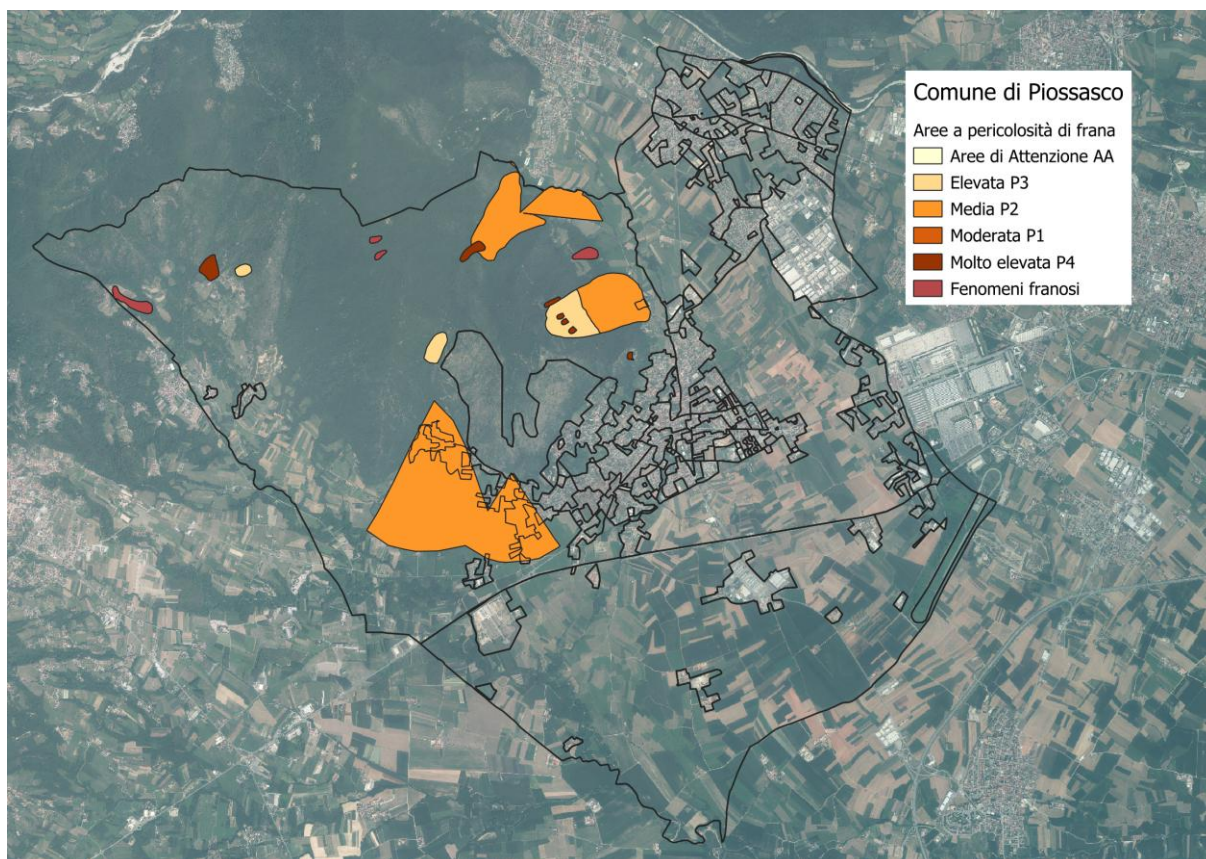 Comune di Piossasco
Aree a pericolosità di frana
Aree di Attenzione AA
Elevata P3
Media P2
Moderata P1
Molto elevata P4
Fenomeni franosi